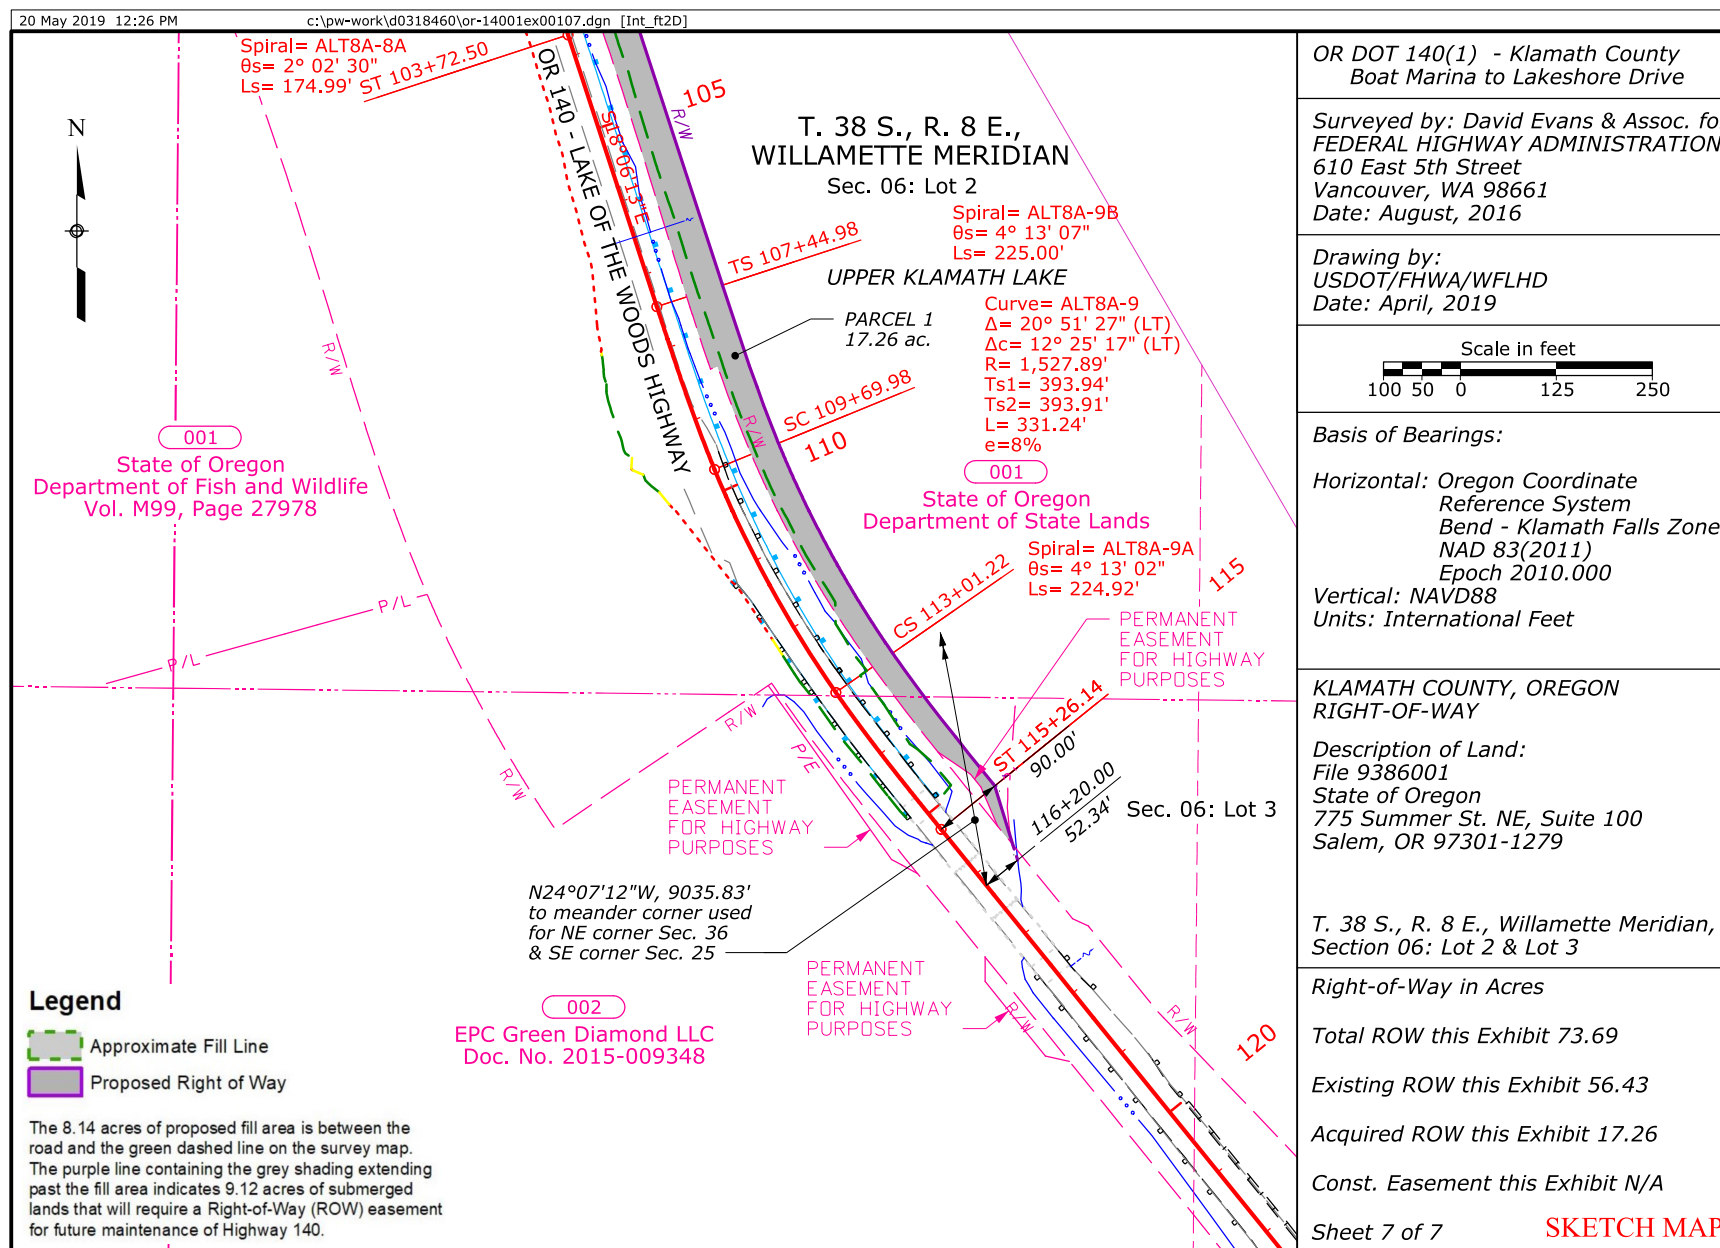 20 May 2019  12:26 PM
c:\pw-work\d0318460\or-14001ex00107.dgn  [Int_ft2D]
Spiral= ALT8A-8A
θs= 2° 02' 30"
Ls= 174.99'
ST 103+72.50
105
N
OR 140 - LAKE OF THE WOODS HIGHWAY
S18°06'13"E
R/W
T. 38 S., R. 8 E.,
WILLAMETTE MERIDIAN
Sec. 06: Lot 2
Spiral= ALT8A-9B
θs= 4° 13' 07"
Ls= 225.00'
TS 107+44.98
UPPER KLAMATH LAKE
PARCEL 1
17.26 ac.
Curve= ALT8A-9
Δ= 20° 51' 27" (LT)
Δc= 12° 25' 17" (LT)
R= 1,527.89'
Ts1= 393.94'
Ts2= 393.91'
L= 331.24'
e=8%
R/W
SC 109+69.98
110
R/W
001
State of Oregon
Department of Fish and Wildlife
Vol. M99, Page 27978
001
State of Oregon
Department of State Lands
Spiral= ALT8A-9A
θs= 4° 13' 02"
Ls= 224.92'
CS 113+01.22
115
P/L
P/L
PERMANENT
EASEMENT
FOR HIGHWAY
PURPOSES
R/W
P/E
R/W
ST 115+26.14
90.00'
116+20.00
52.34'
Sec. 06: Lot 3
PERMANENT
EASEMENT
FOR HIGHWAY
PURPOSES
N24°07'12"W, 9035.83'
to meander corner used
for NE corner Sec. 36
& SE corner Sec. 25
PERMANENT
EASEMENT
FOR HIGHWAY
PURPOSES
R/W
R/W
120
002
EPC Green Diamond LLC
Doc. No. 2015-009348
Legend
Approximate Fill Line
Proposed Right of Way
The 8.14 acres of proposed fill area is between the
road and the green dashed line on the survey map.
The purple line containing the grey shading extending
past the fill area indicates 9.12 acres of submerged
lands that will require a Right-of-Way (ROW) easement
for future maintenance of Highway 140.
OR DOT 140(1)  - Klamath County
Boat Marina to Lakeshore Drive
Surveyed by: David Evans & Assoc. fo
FEDERAL HIGHWAY ADMINISTRATION
610 East 5th Street
Vancouver, WA 98661
Date: August, 2016
Drawing by:
USDOT/FHWA/WFLHD
Date: April, 2019
Scale in feet
100 50 0 125 250
Basis of Bearings:
Horizontal: Oregon Coordinate
Reference System
Bend - Klamath Falls Zone
NAD 83(2011)
Epoch 2010.000
Vertical: NAVD88
Units: International Feet
KLAMATH COUNTY, OREGON
RIGHT-OF-WAY
Description of Land:
File 9386001
State of Oregon
775 Summer St. NE, Suite 100
Salem, OR 97301-1279
T. 38 S., R. 8 E., Willamette Meridian,
Section 06: Lot 2 & Lot 3
Right-of-Way in Acres
Total ROW this Exhibit 73.69
Existing ROW this Exhibit 56.43
Acquired ROW this Exhibit 17.26
Const. Easement this Exhibit N/A
Sheet 7 of 7
SKETCH MAP